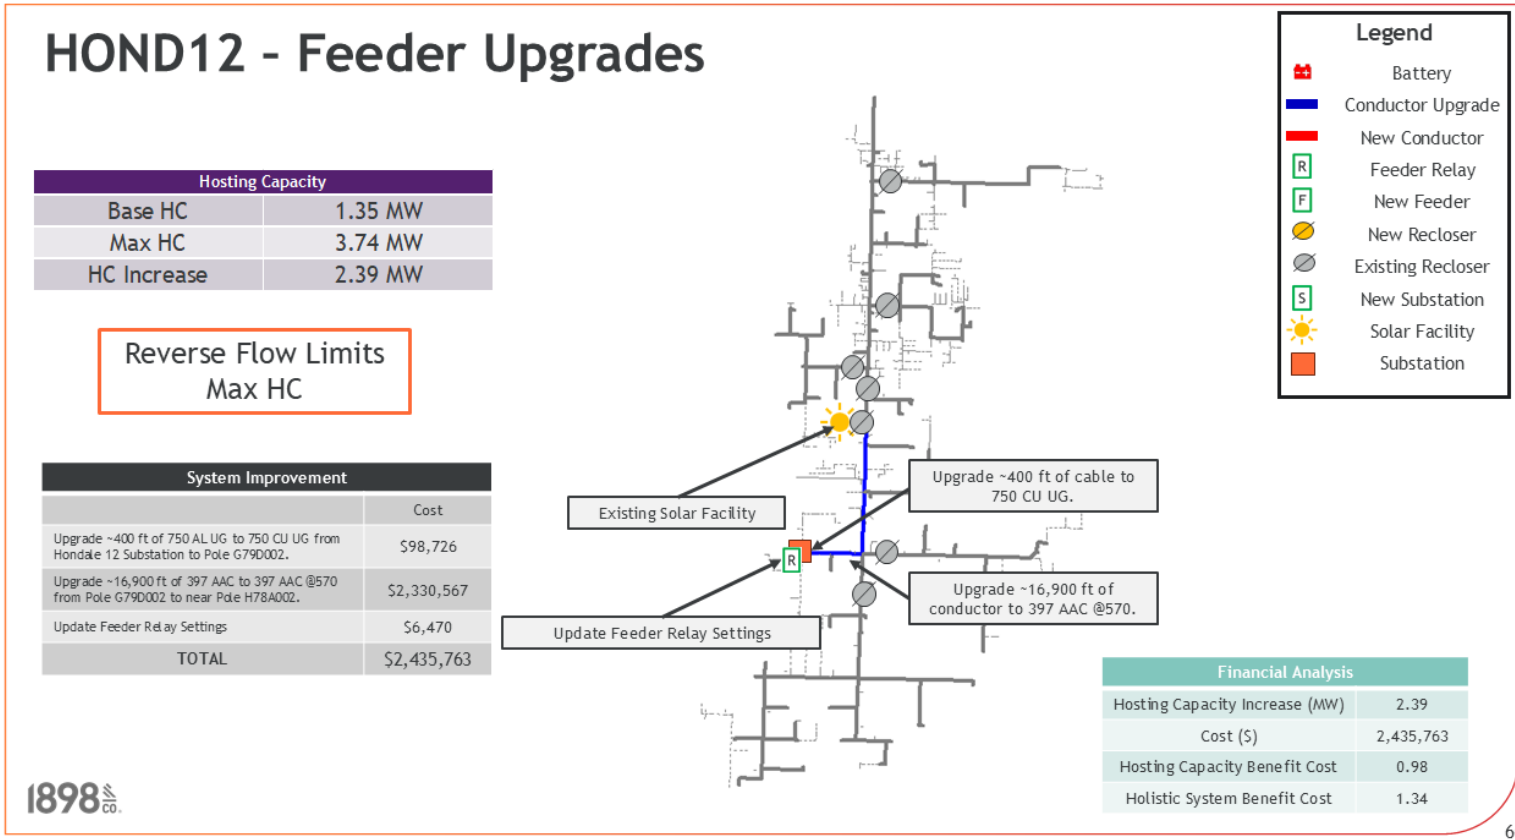 HOND12 – Feeder Upgrades
Hosting Capacity
Base HC 1.35 MW
Max HC 3.74 MW
HC Increase 2.39 MW
Reverse Flow Limits
Max HC
System Improvement
Cost
Upgrade ~400 ft of 750 AL UG to 750 CU UG from
Hondale 12 Substation to Pole G79D002.
$98,726
Upgrade ~16,900 ft of 397 AAC to 397 AAC @570
from Pole G79D002 to near Pole H78A002.
$2,330,567
Update Feeder Relay Settings $6,470
TOTAL $2,435,763
Existing Solar Facility
Upgrade ~400 ft of cable to
750 CU UG.
R
Upgrade ~16,900 ft of
conductor to 397 AAC @570.
Update Feeder Relay Settings
Legend
Battery
Conductor Upgrade
New Conductor
R Feeder Relay
F New Feeder
New Recloser
Existing Recloser
S New Substation
Solar Facility
Substation
Financial Analysis
Hosting Capacity Increase (MW) 2.39
Cost ($) 2,435,763
Hosting Capacity Benefit Cost 0.98
Holistic System Benefit Cost 1.34
1898 & CO.
6